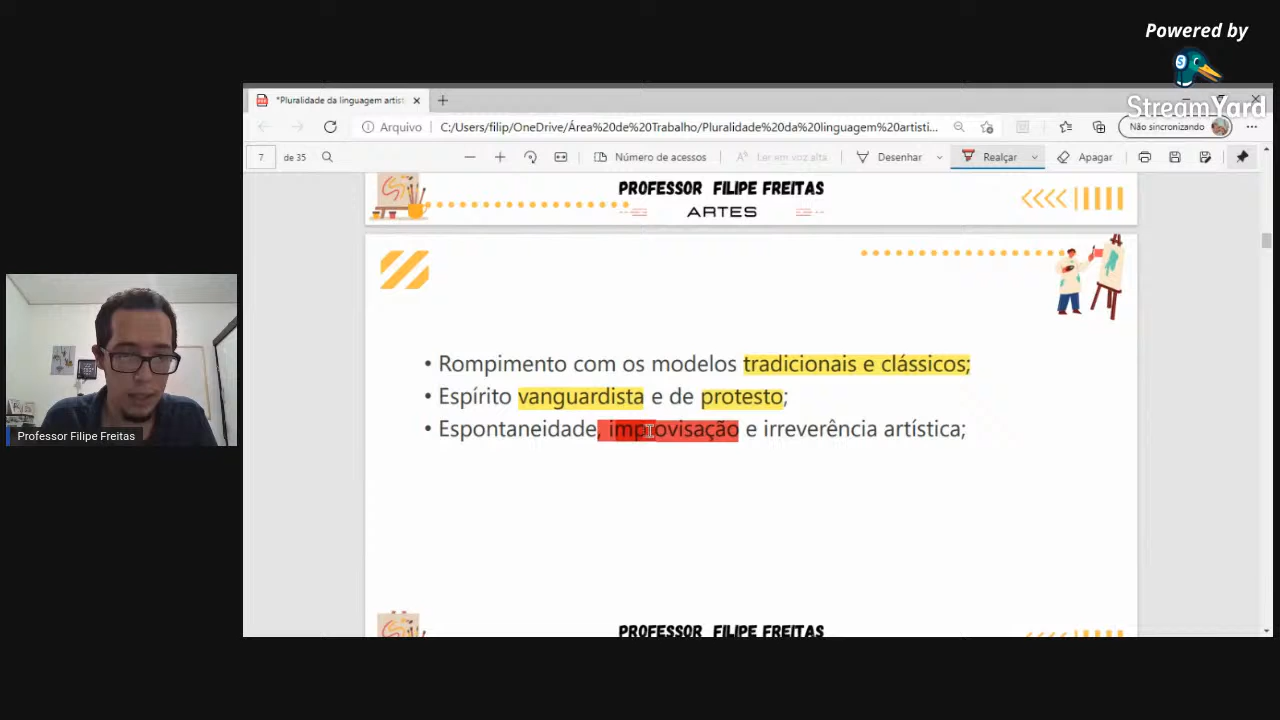 Powered by
StreamYard
*Pluralidade da linguagem artíst
Arquivo
C:/Users/filip/OneDrive/Área%20de%20Trabalho/Pluralidade%20da%20linguagem%20artisti...
Não sincronizando
7 de 35
Número de acessos
Ler em voz alta
Desenhar
Realçar
Apagar
PROFESSOR FILIPE FREITAS
ARTES
• Rompimento com os modelos tradicionais e clássicos;
• Espírito vanguardista e de protesto;
• Espontaneidade, improvisação e irreverência artística;
Professor Filipe Freitas
PROFESSOR FILIPE FREITAS